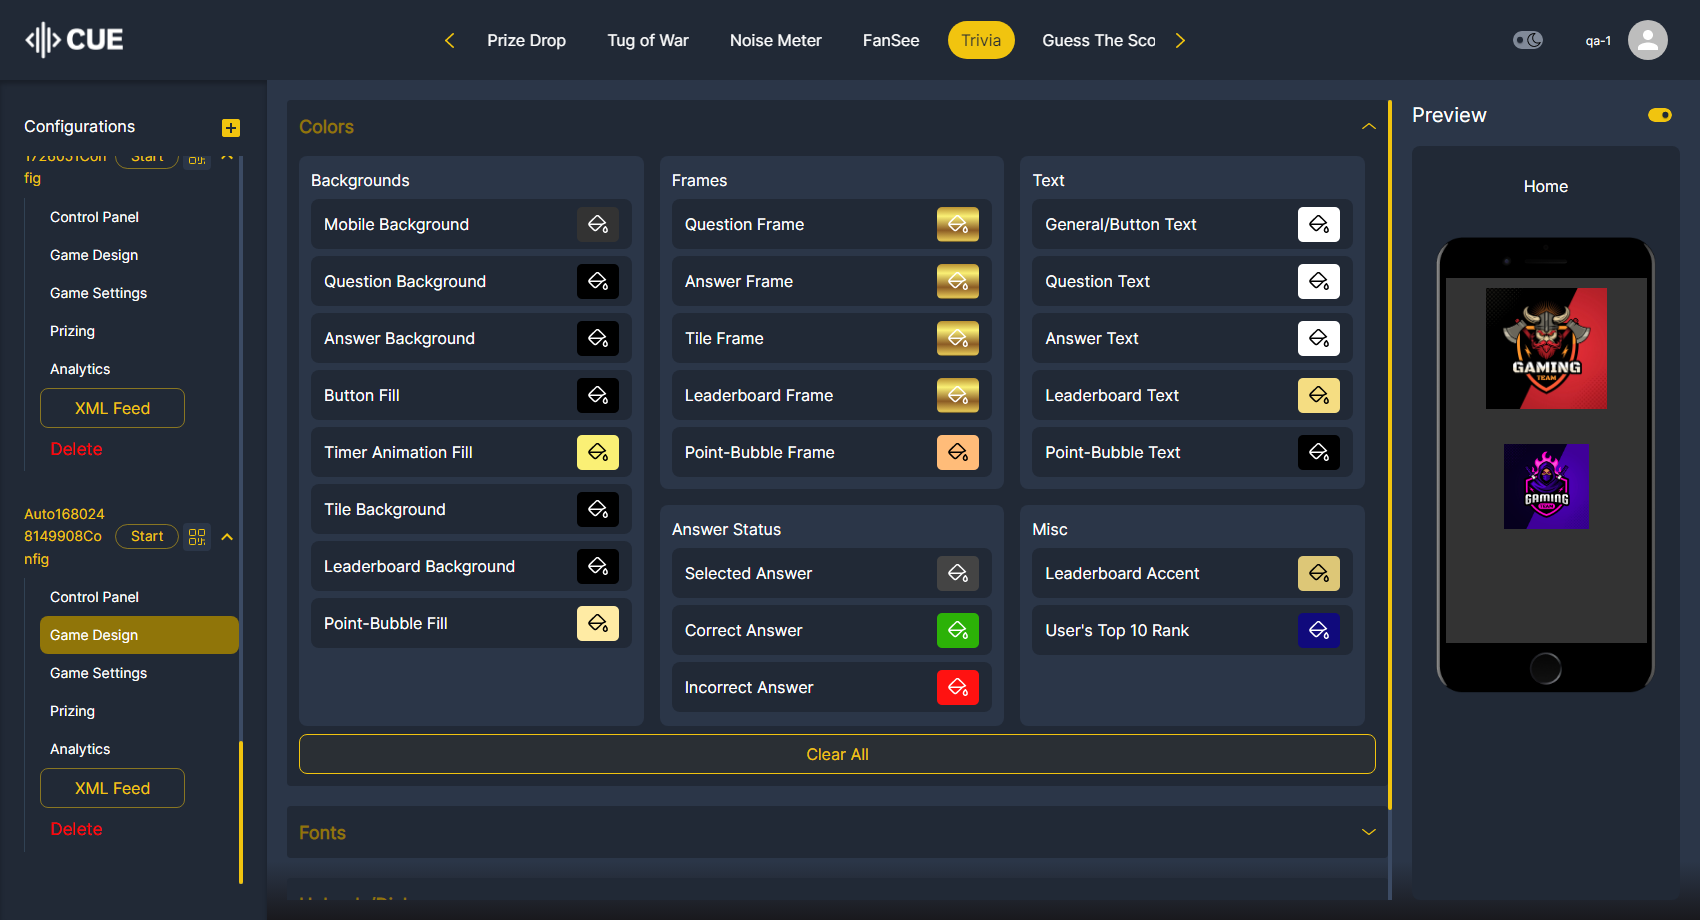 CUE
Prize Drop
Tug of War
Noise Meter
FanSee
Trivia
Guess The Sco
qa-1
Configurations
Start
fig
Control Panel
Game Design
Game Settings
Prizing
Analytics
XML Feed
Delete
Auto168024
8149908Co
nfig
Start
Control Panel
Game Design
Game Settings
Prizing
Analytics
XML Feed
Delete
Colors
Backgrounds
Mobile Background
Question Background
Answer Background
Button Fill
Timer Animation Fill
Tile Background
Leaderboard Background
Point-Bubble Fill
Frames
Question Frame
Answer Frame
Tile Frame
Leaderboard Frame
Point-Bubble Frame
Text
General/Button Text
Question Text
Answer Text
Leaderboard Text
Point-Bubble Text
Answer Status
Selected Answer
Correct Answer
Incorrect Answer
Misc
Leaderboard Accent
User's Top 10 Rank
Clear All
Fonts
Preview
Home
GAMING
TEAM
GAMING
TEAM